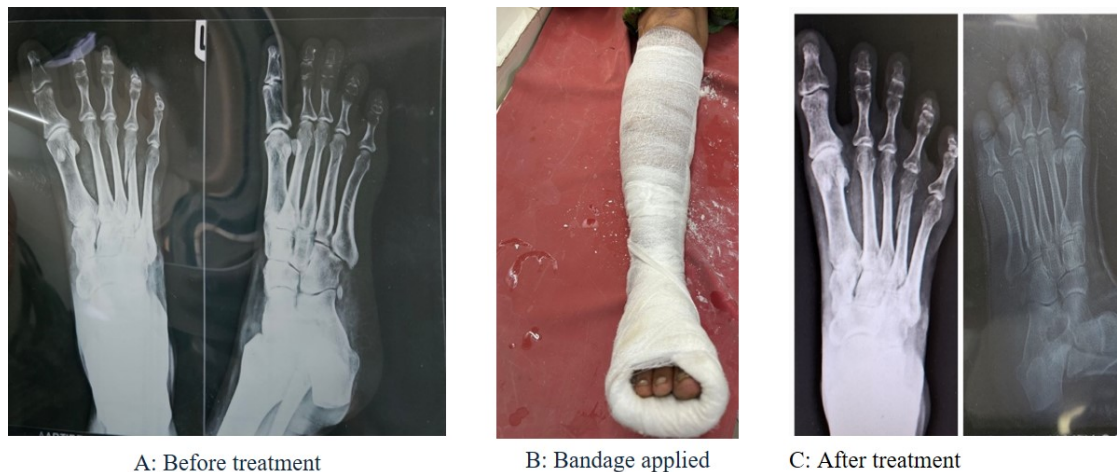 L
A: Before treatment
B: Bandage applied
C: After treatment